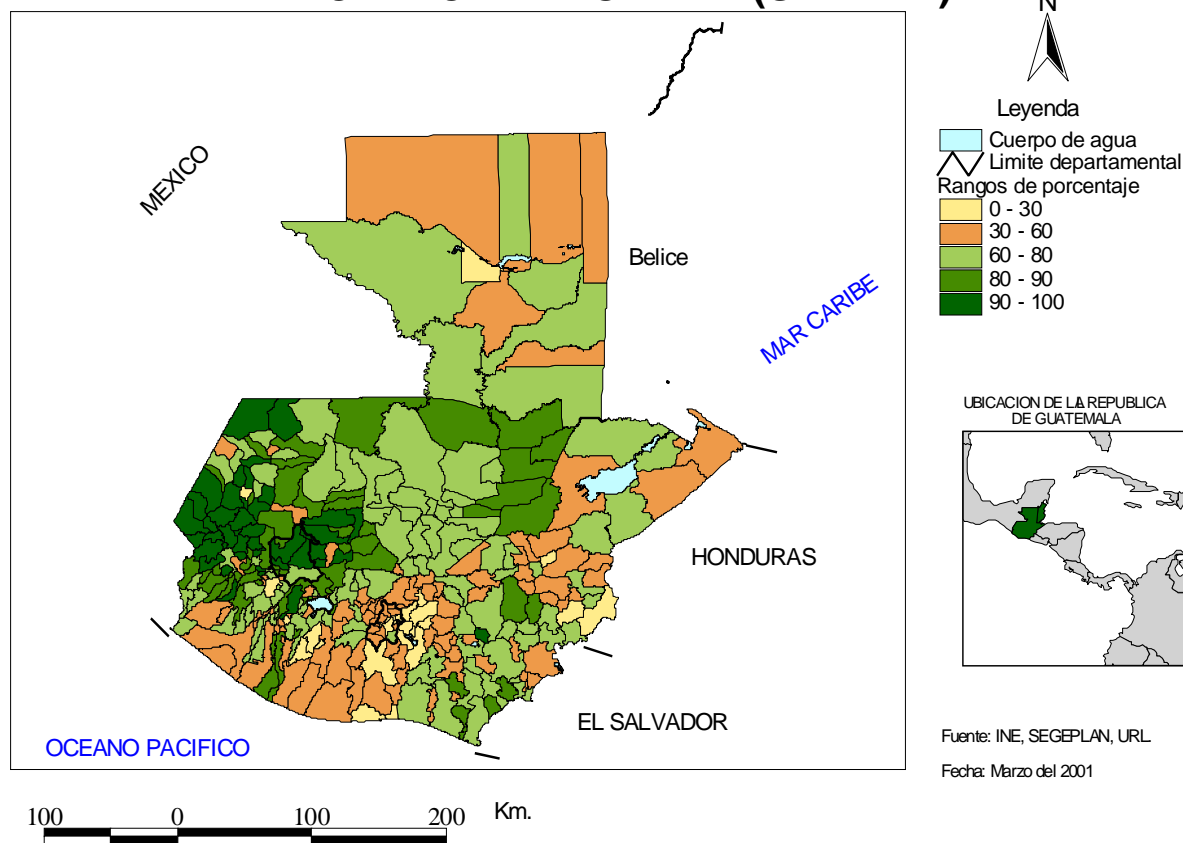 N
MEXICO
Belice
MAR CARIBE
HONDURAS
EL SALVADOR
OCEANO PACIFICO
Leyenda
Cuerpo de agua
Limite departamental
Rangos de porcentaje
0 - 30
30 - 60
60 - 80
80 - 90
90 - 100
UBICACION DE LA REPUBLICA
DE GUATEMALA
Fuente: INE, SEGEPLAN, URL
Fecha: Marzo del 2001
100 0 100 200 Km.